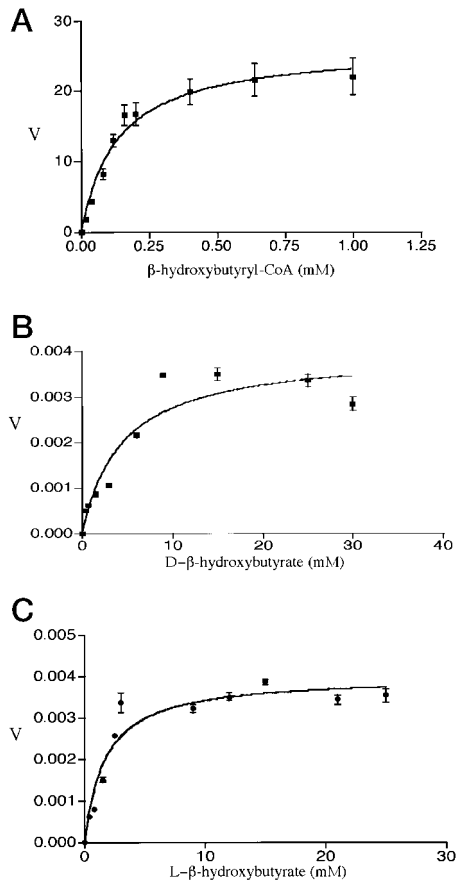 A
30
20
10
0
V
0.00 0.25 0.50 0.75 1.00 1.25
β-hydroxybutyryl-CoA (mM)
B
0.004
0.003
0.002
0.001
0.000
V
0 10 20 30 40
D-β-hydroxybutyrate (mM)
C
0.005
0.004
0.003
0.002
0.001
0.000
V
0 10 20 30
L-β-hydroxybutyrate (mM)